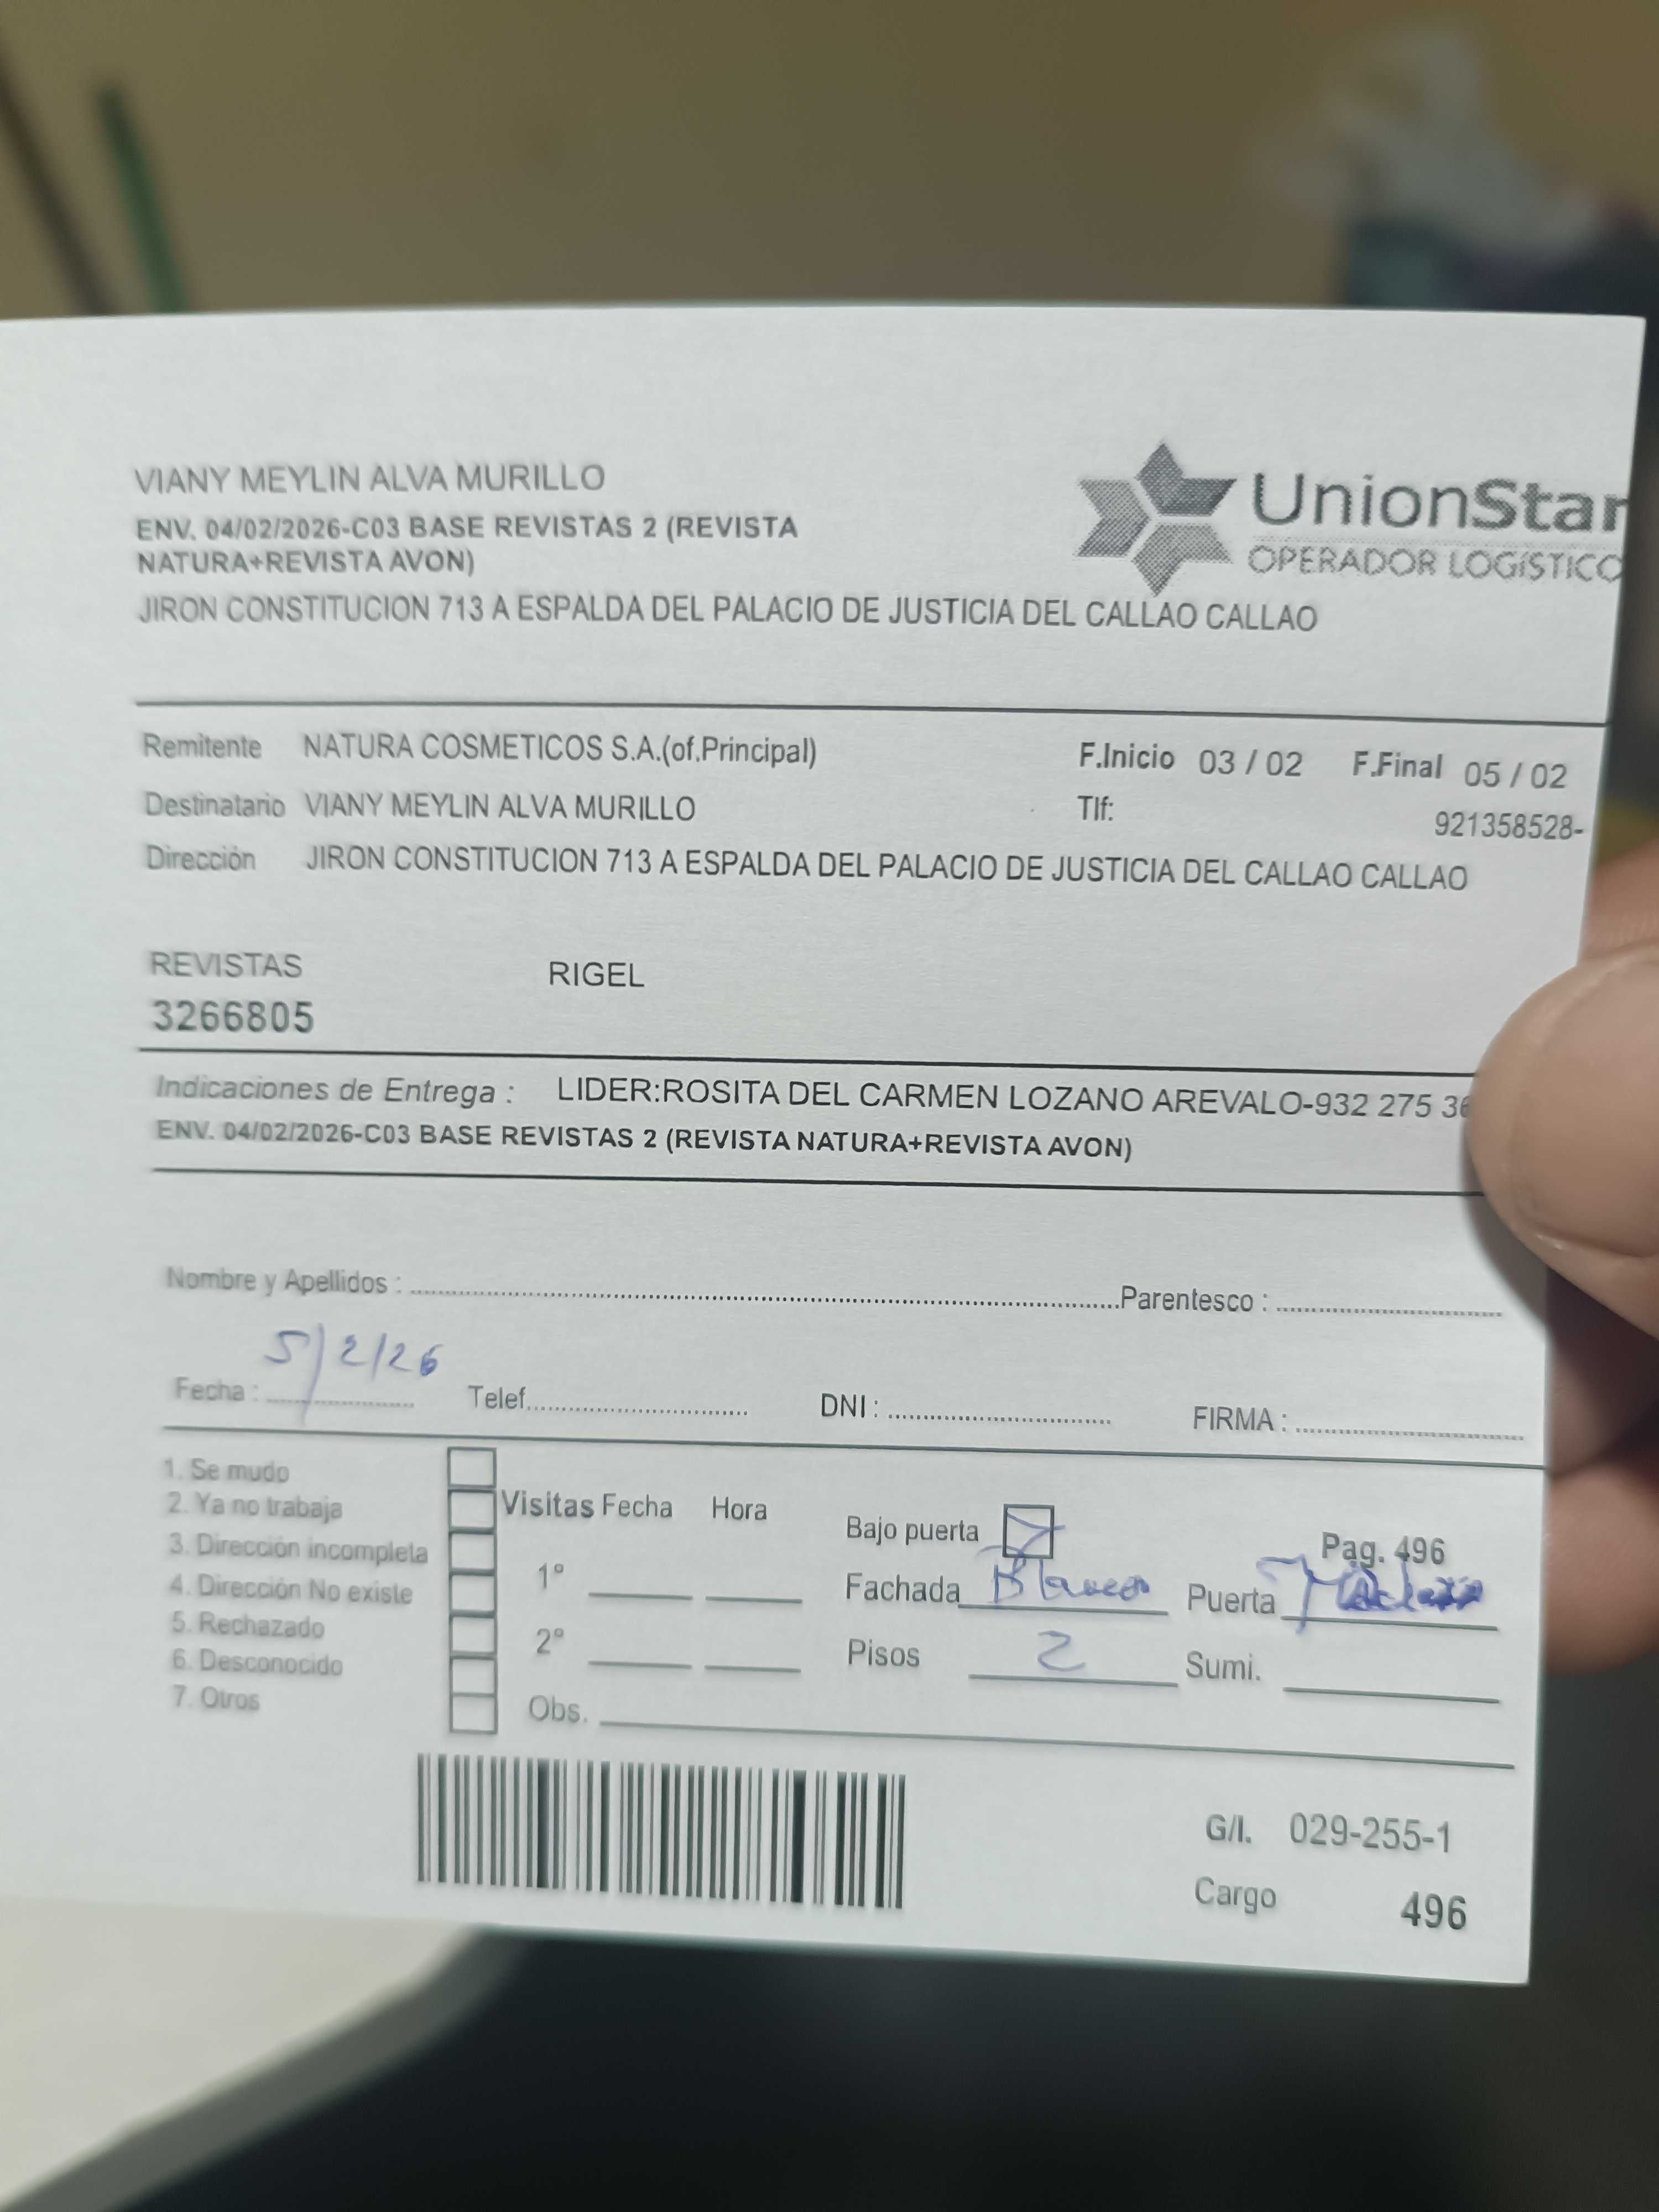 VIANY MEYLIN ALVA MURILLO
ENV. 04/02/2026-C03 BASE REVISTAS 2 (REVISTA
NATURA+REVISTA AVON)
JIRON CONSTITUCION 713 A ESPALDA DEL PALACIO DE JUSTICIA DEL CALLAO CALLAO
UnionStar
OPERADOR LOGÍSTICO
Remitente NATURA COSMETICOS S.A.(of.Principal) F.Inicio 03 / 02 F.Final 05 / 02
Destinatario VIANY MEYLIN ALVA MURILLO Tlf: 921358528-
Dirección JIRON CONSTITUCION 713 A ESPALDA DEL PALACIO DE JUSTICIA DEL CALLAO CALLAO
REVISTAS RIGEL
3266805
Indicaciones de Entrega : LIDER:ROSITA DEL CARMEN LOZANO AREVALO-932 275 36
ENV. 04/02/2026-C03 BASE REVISTAS 2 (REVISTA NATURA+REVISTA AVON)
Nombre y Apellidos : Parentesco :
Fecha : 5/2/26 Telef. DNI : FIRMA :
1. Se mudo
2. Ya no trabaja
3. Dirección incompleta
4. Dirección No existe
5. Rechazado
6. Desconocido
7. Otros
Visitas Fecha Hora
1º
2º
Obs.
Bajo puerta Pag. 496
Fachada Blanco Puerta
Pisos 2 Sumi.
G/I. 029-255-1
Cargo 496